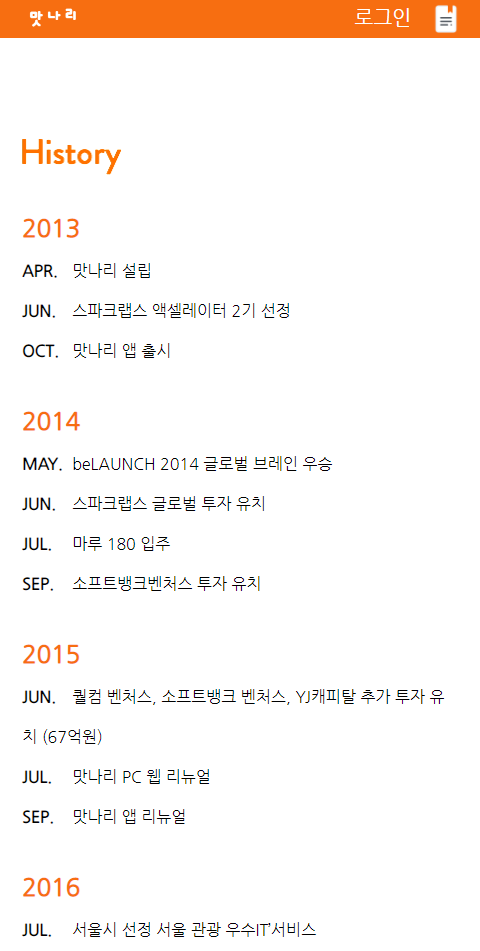 맛나리
로그인
History
2013
APR. 맛나리 설립
JUN. 스파크랩스 액셀레이터 2기 선정
OCT. 맛나리 앱 출시
2014
MAY. beLAUNCH 2014 글로벌 브레인 우승
JUN. 스파크랩스 글로벌 투자 유치
JUL. 마루 180 입주
SEP. 소프트뱅크벤처스 투자 유치
2015
JUN. 퀄컴 벤처스, 소프트뱅크 벤처스, YJ캐피탈 추가 투자 유
치 (67억원)
JUL. 맛나리 PC 웹 리뉴얼
SEP. 맛나리 앱 리뉴얼
2016
JUL. 서울시 선정 서울 관광 우수IT'서비스